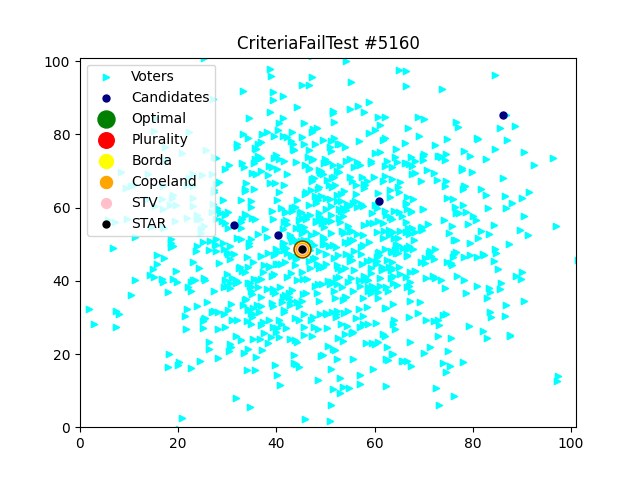 CriteriaFailTest #5160
100
80
60
40
20
0
Voters
Candidates
Optimal
Plurality
Borda
Copeland
STV
STAR
0 20 40 60 80 100